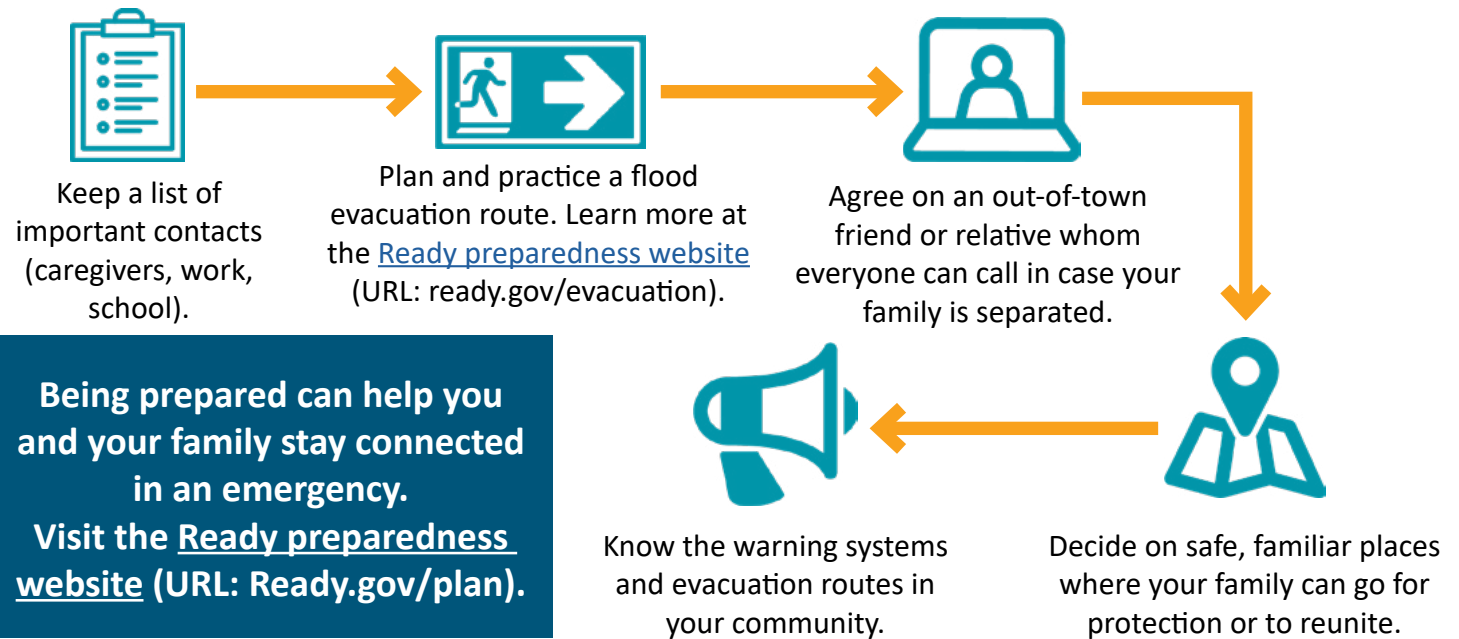 Keep a list of
important contacts
(caregivers, work,
school).
Plan and practice a flood
evacuation route. Learn more at
the Ready preparedness website
(URL: ready.gov/evacuation).
Agree on an out-of-town
friend or relative whom
everyone can call in case your
family is separated.
Decide on safe, familiar places
where your family can go for
protection or to reunite.
Know the warning systems
and evacuation routes in
your community.
Being prepared can help you
and your family stay connected
in an emergency.
Visit the Ready preparedness
website (URL: Ready.gov/plan).